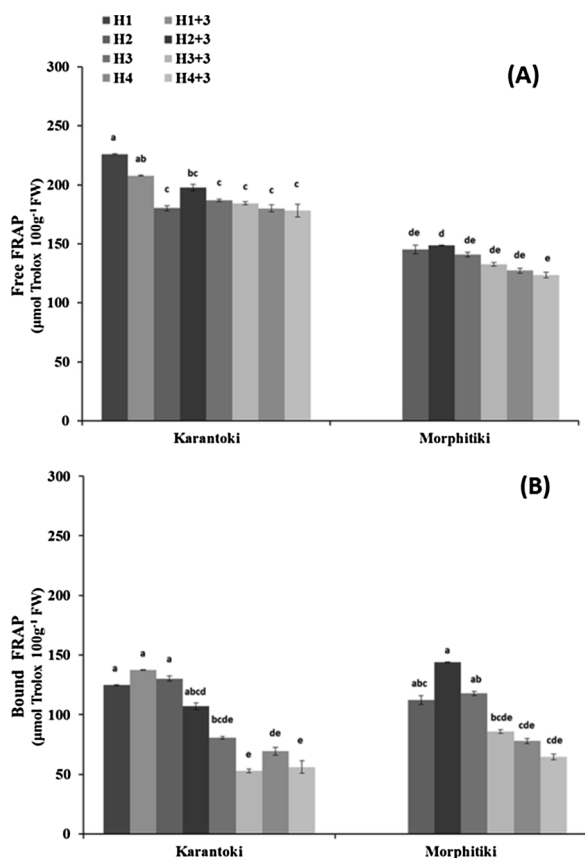 H1 H1+3
H2 H2+3
H3 H3+3
H4 H4+3
(A)
Free FRAP
(μmol Trolox 100g⁻¹ FW)
300
250
200
150
100
50
0
a ab c bc c c c c
de d de de de e
Karantoki Morphitiki
(B)
Bound FRAP
(μmol Trolox 100g⁻¹ FW)
300
250
200
150
100
50
0
a a a abcd bcde e de e
abc a ab bcde cde cde
Karantoki Morphitiki